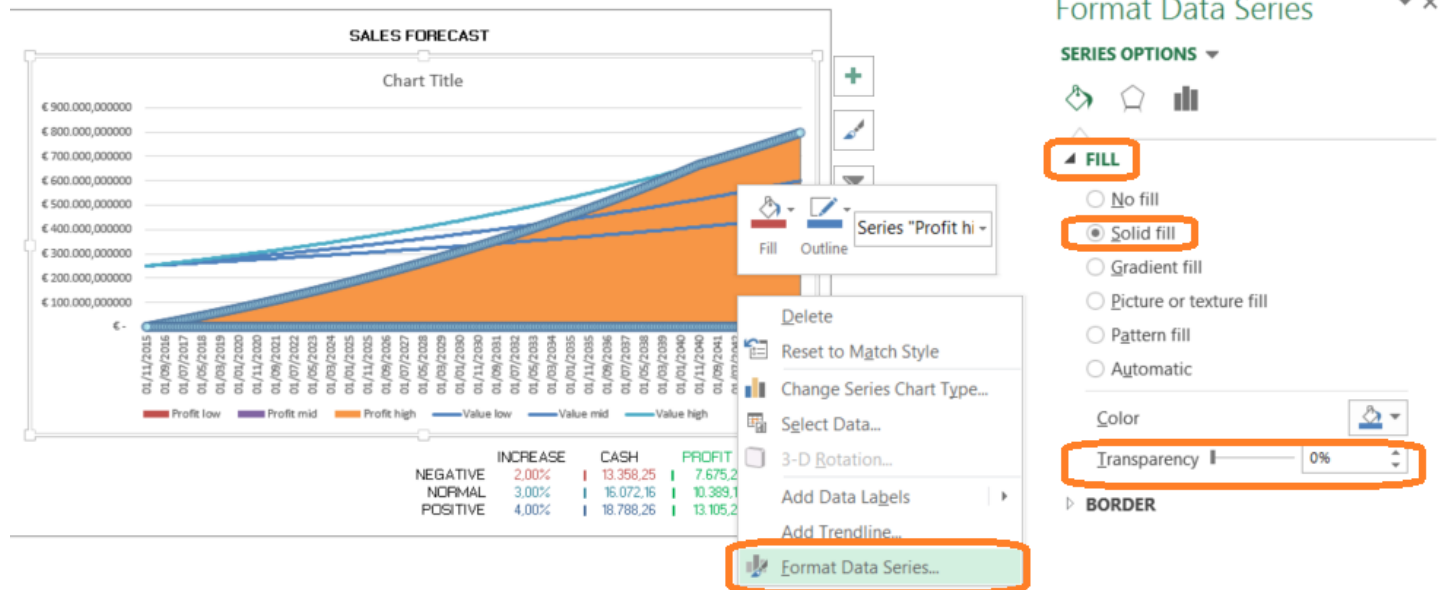 SALES FORECAST
Chart Title
€ 900.000,000000
€ 800.000,000000
€ 700.000,000000
€ 600.000,000000
€ 500.000,000000
€ 400.000,000000
€ 300.000,000000
€ 200.000,000000
€ 100.000,000000
€ -
01/11/2015
01/09/2016
01/07/2017
01/05/2018
01/03/2019
01/01/2020
01/11/2020
01/09/2021
01/07/2022
01/05/2023
01/03/2024
01/01/2025
01/11/2025
01/09/2026
01/07/2027
01/05/2028
01/03/2029
01/01/2030
01/11/2030
01/09/2031
01/07/2032
01/05/2033
01/03/2034
01/01/2035
01/11/2035
01/09/2036
01/07/2037
01/05/2038
01/03/2039
01/01/2040
01/11/2040
01/09/2041
Profit low Profit mid Profit high Value low Value mid Value high
INCREASE CASH PROFIT
NEGATIVE 2,00% 13.358,25 7.675,2
NORMAL 3,00% 16.072,16 10.389,1
POSITIVE 4,00% 18.788,26 13.105,2
Fill Outline Series "Profit hi
Delete
Reset to Match Style
Change Series Chart Type...
Select Data...
3-D Rotation...
Add Data Labels
Add Trendline...
Format Data Series...
Format Data Series
SERIES OPTIONS
FILL
No fill
Solid fill
Gradient fill
Picture or texture fill
Pattern fill
Automatic
Color
Transparency 0%
BORDER